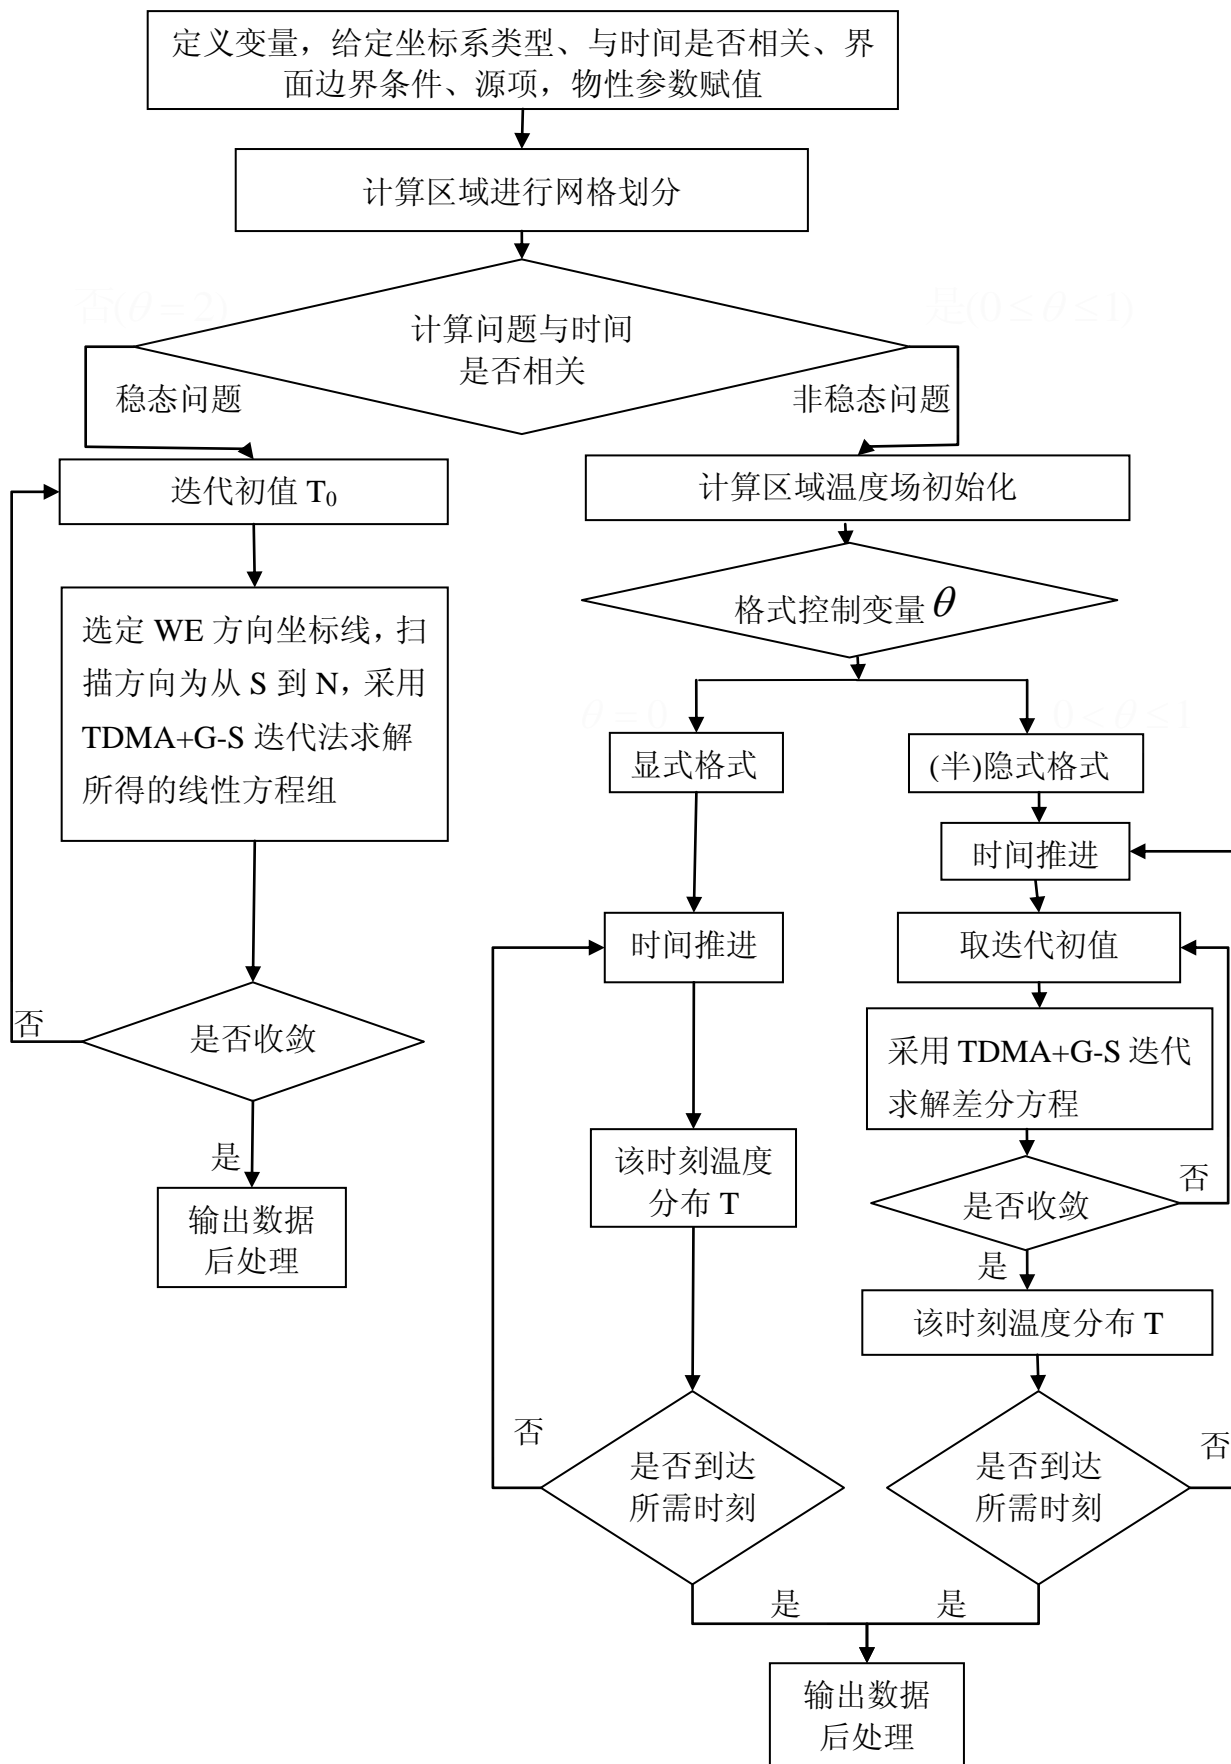 定义变量，给定坐标系类型、与时间是否相关、界
面边界条件、源项，物性参数赋值
计算区域进行网格划分
否(θ = 2)
是(0 ≤ θ ≤ 1)
计算问题与时间
是否相关
稳态问题
非稳态问题
迭代初值 T₀
计算区域温度场初始化
选定 WE 方向坐标线，扫
描方向为从 S 到 N，采用
TDMA+G-S 迭代法求解
所得的线性方程组
格式控制变量 θ
θ = 0
0 < θ ≤ 1
显式格式
(半)隐式格式
时间推进
时间推进
取迭代初值
否
是否收敛
采用 TDMA+G-S 迭代
求解差分方程
是
输出数据
后处理
该时刻温度
分布 T
是否收敛
否
是
该时刻温度分布 T
否
是否到达
所需时刻
是否到达
所需时刻
否
是
是
输出数据
后处理